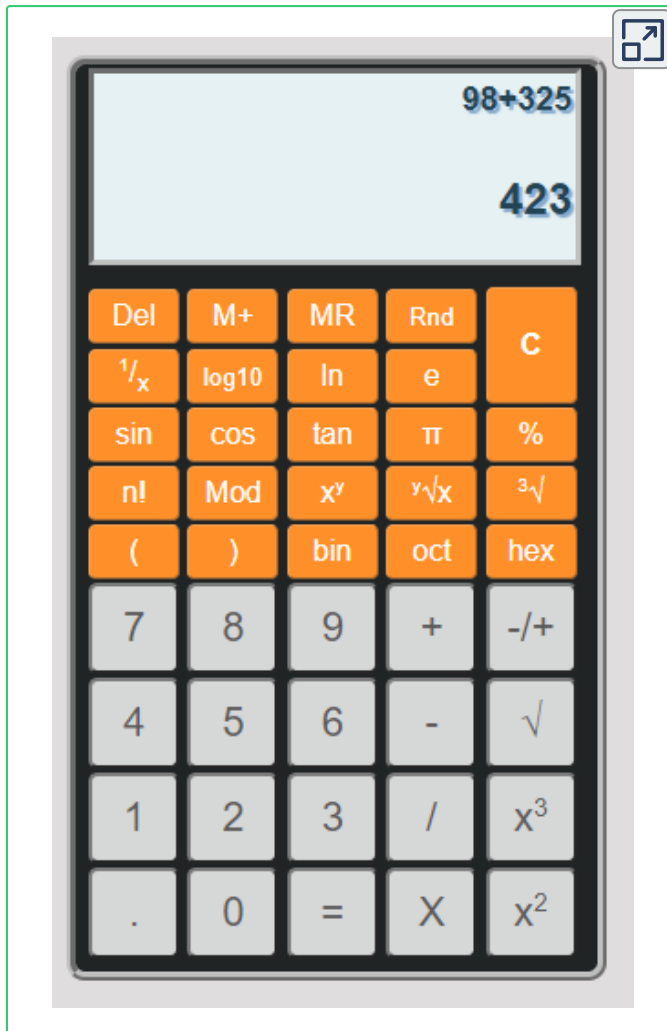 98+325
423
Del M+ MR Rnd C
¹/x log10 ln e
sin cos tan π %
n! Mod xʸ ʸ√x ³√
( ) bin oct hex
7 8 9 + -/+
4 5 6 - √
1 2 3 / x³
. 0 = X x²